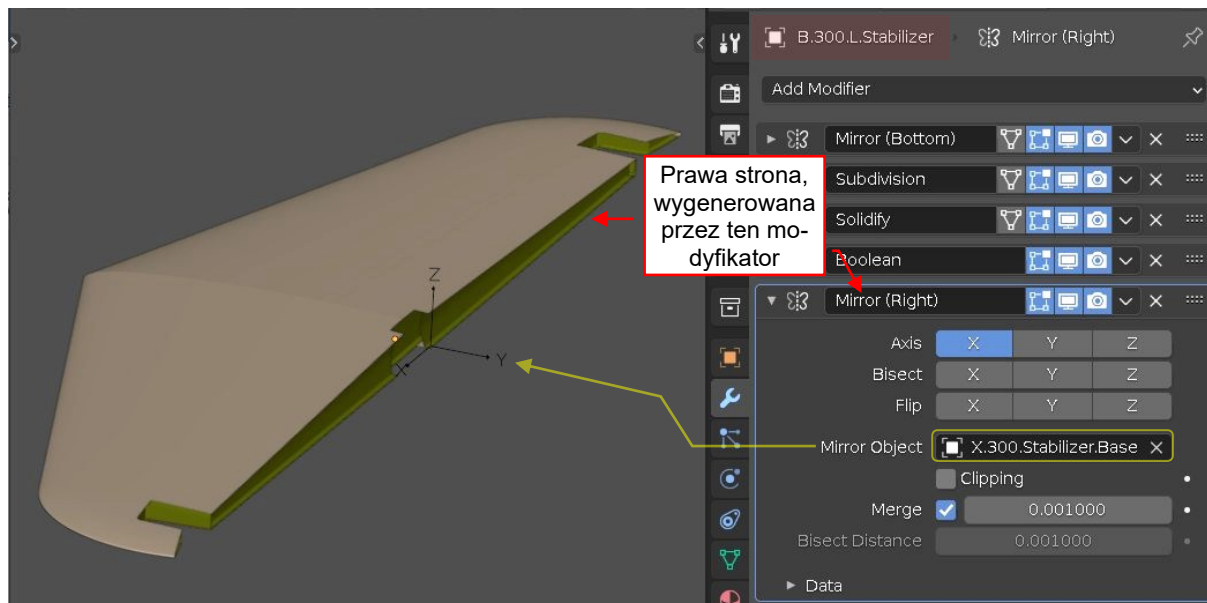 B.300.L.Stabilizer Mirror (Right)
Add Modifier
Mirror (Bottom)
Subdivision
Solidify
Boolean
Mirror (Right)
Prawa strona,
wygenerowana
przez ten mo-
dyfikator
Axis X Y Z
Bisect X Y Z
Flip X Y Z
Mirror Object X.300.Stabilizer.Base
Clipping
Merge 0.001000
Bisect Distance 0.001000
Data
Z
Y
X